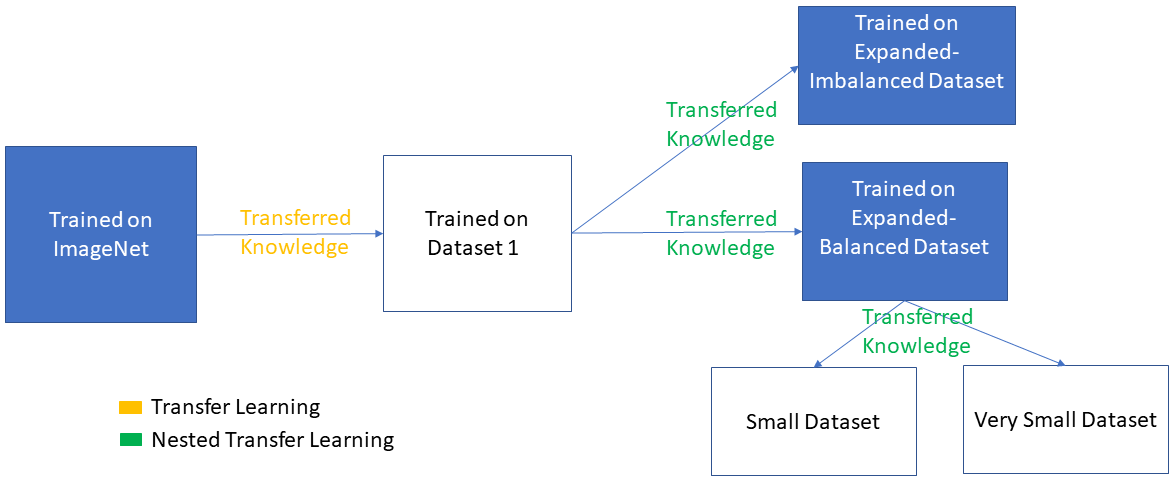 Trained on
ImageNet
Transferred
Knowledge
Trained on
Dataset 1
Transferred
Knowledge
Trained on
Expanded-
Imbalanced Dataset
Transferred
Knowledge
Trained on
Expanded-
Balanced Dataset
Transferred
Knowledge
Small Dataset
Very Small Dataset
Transfer Learning
Nested Transfer Learning